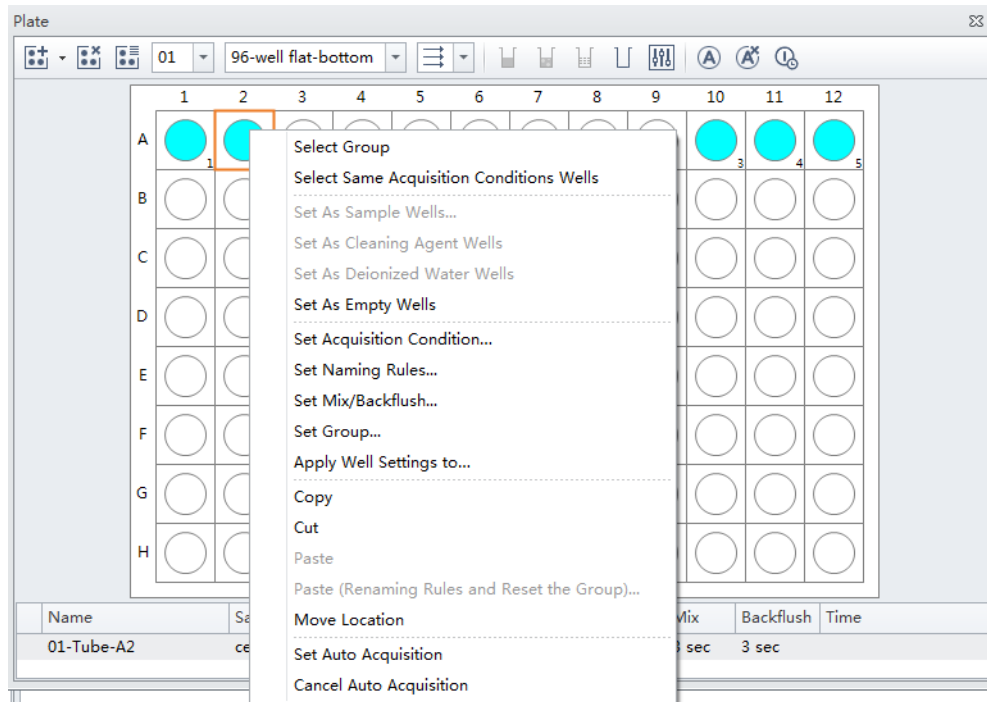 Plate
01 96-well flat-bottom
1 2 3 4 5 6 7 8 9 10 11 12
A 1 3 4 5
B
C
D
E
F
G
H
Select Group
Select Same Acquisition Conditions Wells
Set As Sample Wells...
Set As Cleaning Agent Wells
Set As Deionized Water Wells
Set As Empty Wells
Set Acquisition Condition...
Set Naming Rules...
Set Mix/Backflush...
Set Group...
Apply Well Settings to...
Copy
Cut
Paste
Paste (Renaming Rules and Reset the Group)...
Move Location
Set Auto Acquisition
Cancel Auto Acquisition
Name Sa Mix Backflush Time
01-Tube-A2 ce 3 sec 3 sec